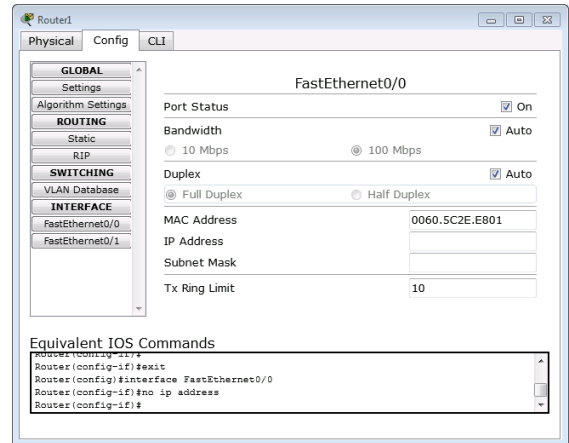 Router1
Physical Config CLI
GLOBAL
Settings
Algorithm Settings
ROUTING
Static
RIP
SWITCHING
VLAN Database
INTERFACE
FastEthernet0/0
FastEthernet0/1
FastEthernet0/0
Port Status On
Bandwidth Auto
10 Mbps 100 Mbps
Duplex Auto
Full Duplex Half Duplex
MAC Address 0060.5C2E.E801
IP Address
Subnet Mask
Tx Ring Limit 10
Equivalent IOS Commands
Router(config-if)#
Router(config-if)#exit
Router(config)#interface FastEthernet0/0
Router(config-if)#no ip address
Router(config-if)#